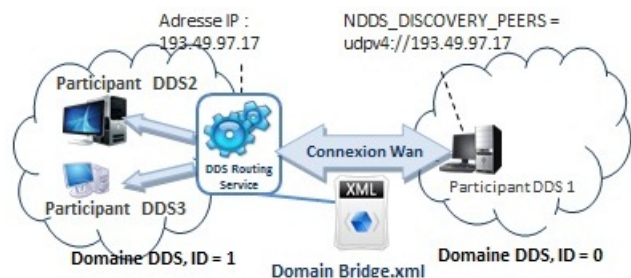 Adresse IP :
193.49.97.17
NDDS_DISCOVERY_PEERS =
udpv4://193.49.97.17
Participant DDS2
DDS Routing
Service
Connexion Wan
XML
Participant DDS 1
Participant DDS3
Domaine DDS, ID = 1
Domain Bridge.xml
Domaine DDS, ID = 0